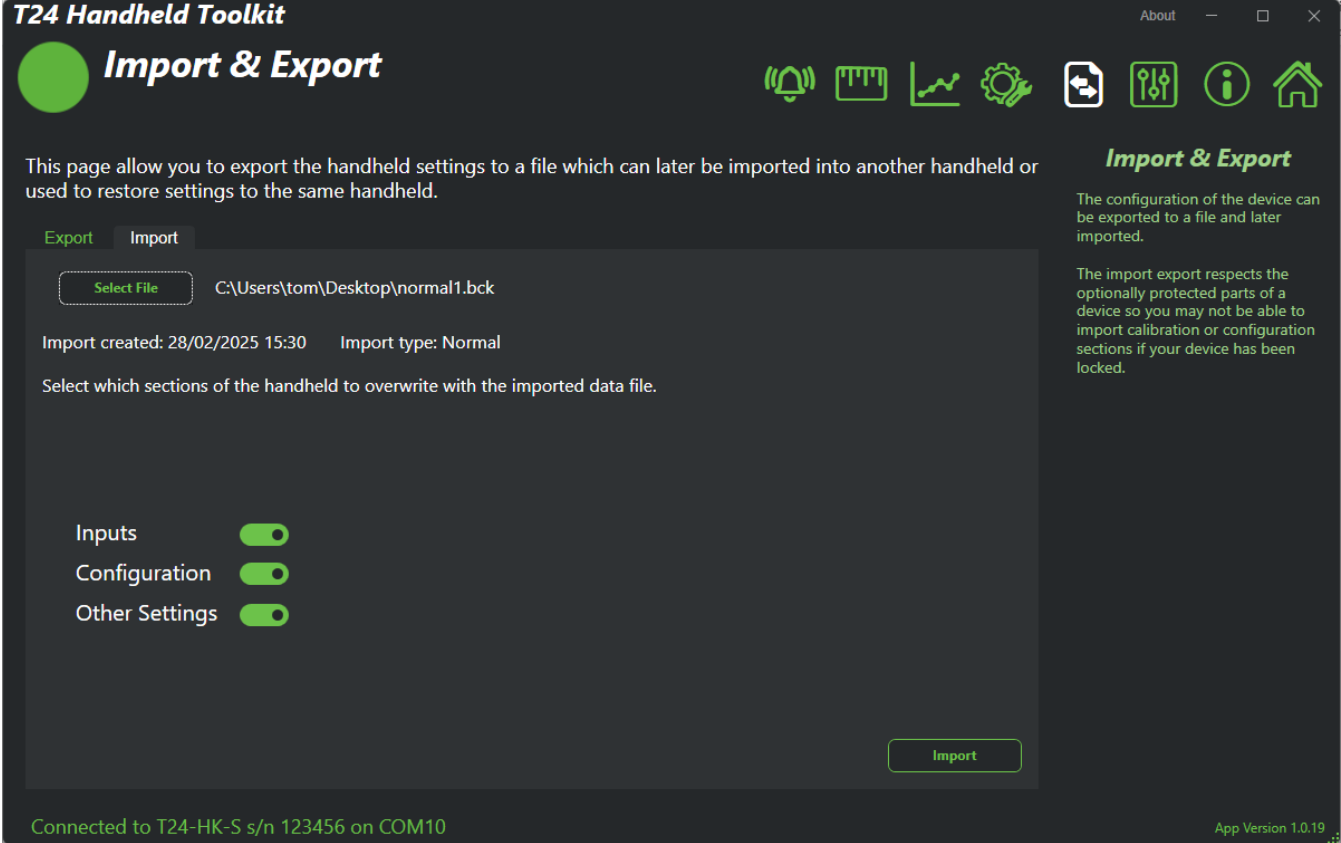 T24 Handheld Toolkit
About
Import & Export
This page allow you to export the handheld settings to a file which can later be imported into another handheld or
used to restore settings to the same handheld.
Export
Import
Select File
C:\Users\tom\Desktop\normal1.bck
Import created: 28/02/2025 15:30
Import type: Normal
Select which sections of the handheld to overwrite with the imported data file.
Inputs
Configuration
Other Settings
Import
Import & Export
The configuration of the device can
be exported to a file and later
imported.
The import export respects the
optionally protected parts of a
device so you may not be able to
import calibration or configuration
sections if your device has been
locked.
Connected to T24-HK-S s/n 123456 on COM10
App Version 1.0.19